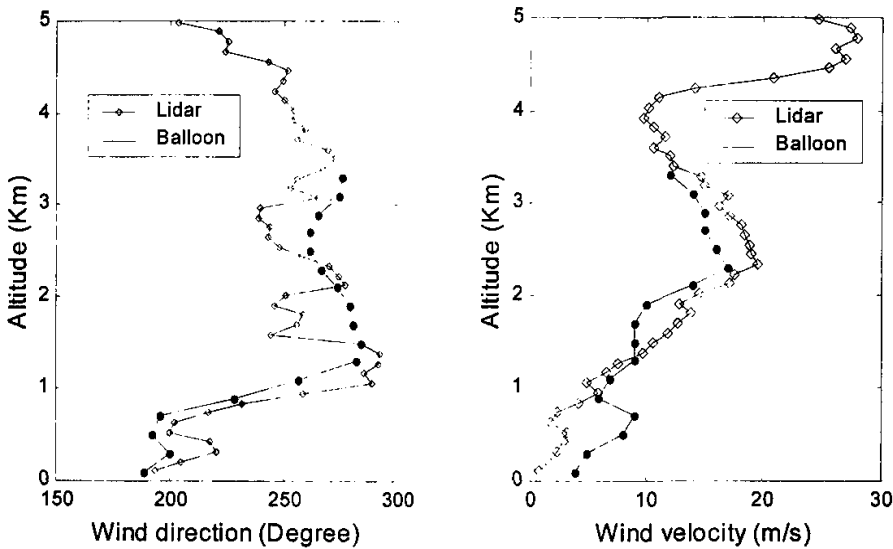 5
4
3
2
1
0
Altitude (Km)
Lidar
Balloon
150
200
250
300
Wind direction (Degree)
5
4
3
2
1
0
Altitude (Km)
Lidar
Balloon
0
10
20
30
Wind velocity (m/s)